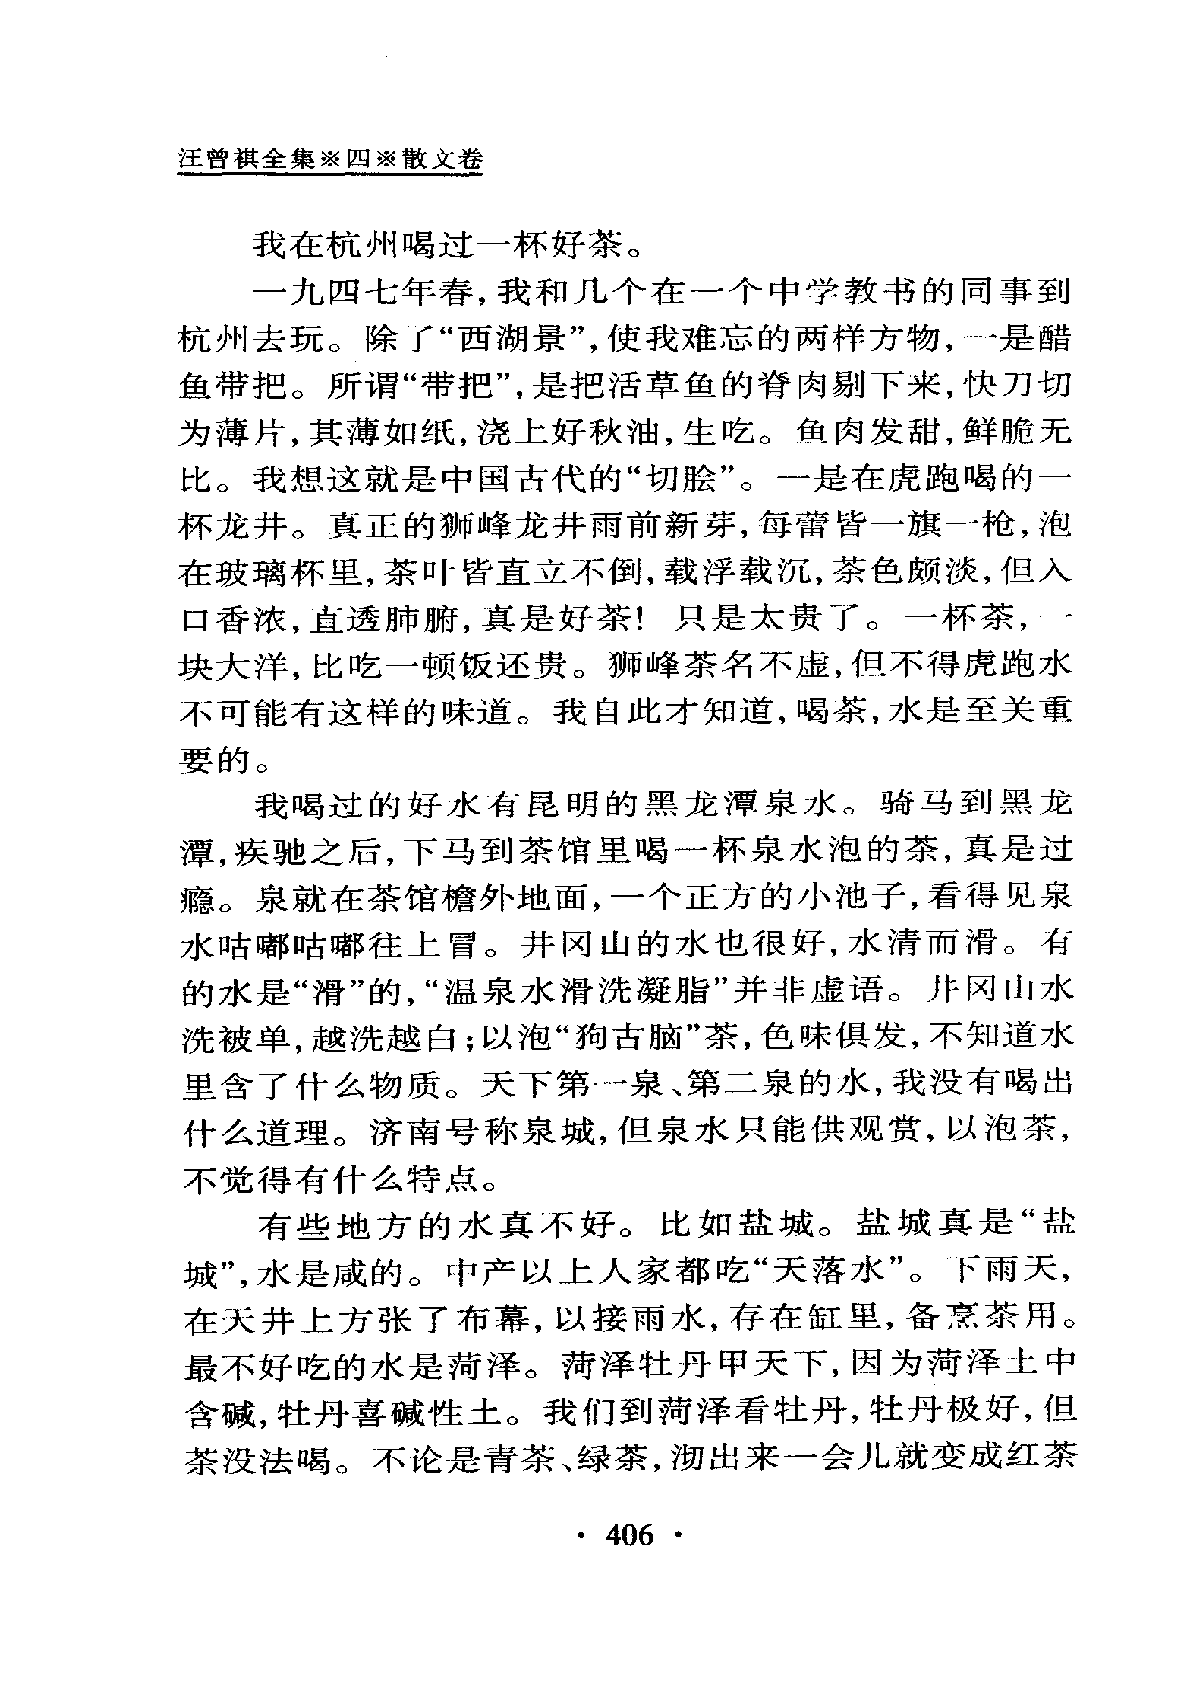 汪曾祺全集※四※散文卷
我在杭州喝过一杯好茶。
一九四七年春,我和几个在一个中学教书的同事到
杭州去玩。除了“西湖景”,使我难忘的两样方物,一是醋
鱼带把。所谓“带把”,是把活草鱼的脊肉剔下来,快刀切
为薄片,其薄如纸,浇上好秋油,生吃。鱼肉发甜,鲜脆无
比。我想这就是中国古代的“切脍”。一是在虎跑喝的一
杯龙井。真正的狮峰龙井雨前新芽,每蕾皆一旗一枪,泡
在玻璃杯里,茶叶皆直立不倒,载浮载沉,茶色颇淡,但入
口香浓,直透肺腑,真是好茶!只是太贵了。一杯茶,一
块大洋,比吃一顿饭还贵。狮峰茶名不虚,但不得虎跑水
不可能有这样的味道。我自此才知道,喝茶,水是至关重
要的。
我喝过的好水有昆明的黑龙潭泉水。骑马到黑龙
潭,疾驰之后,下马到茶馆里喝一杯泉水泡的茶,真是过
瘾。泉就在茶馆檐外地面,一个正方的小池子,看得见泉
水咕嘟咕嘟往上冒。井冈山的水也很好,水清而滑。有
的水是“滑”的,“温泉水滑洗凝脂”并非虚语。井冈山水
洗被单,越洗越白;以泡“狗古脑”茶,色味俱发,不知道水
里含了什么物质。天下第一泉、第二泉的水,我没有喝出
什么道理。济南号称泉城,但泉水只能供观赏,以泡茶,
不觉得有什么特点。
有些地方的水真不好。比如盐城。盐城真是“盐
城”,水是咸的。中产以上人家都吃“天落水”。下雨天,
在天井上方张了布幕,以接雨水,存在缸里,备烹茶用。
最不好吃的水是菏泽。菏泽牡丹甲天下,因为菏泽土中
含碱,牡丹喜碱性土。我们到菏泽看牡丹,牡丹极好,但
茶没法喝。不论是青茶、绿茶,沏出来一会儿就变成红茶
· 406 ·